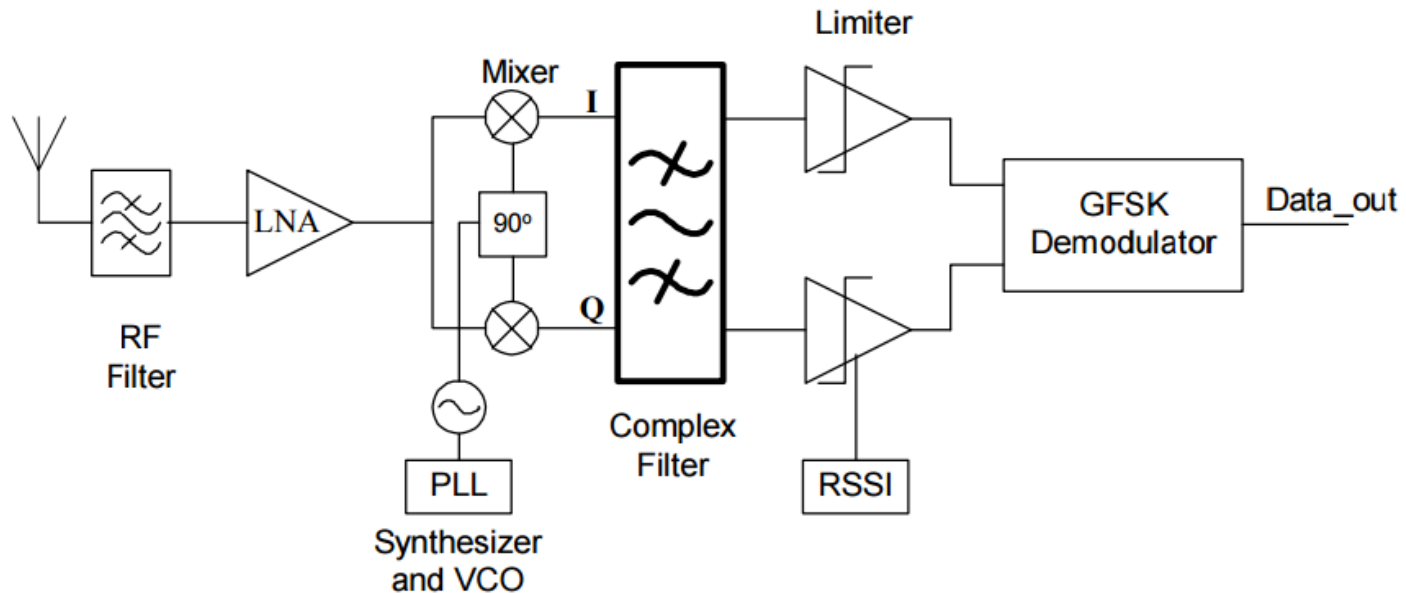 Limiter
Mixer
I
LNA
90º
GFSK
Demodulator
Data_out
Q
RF
Filter
Complex
Filter
PLL
RSSI
Synthesizer
and VCO